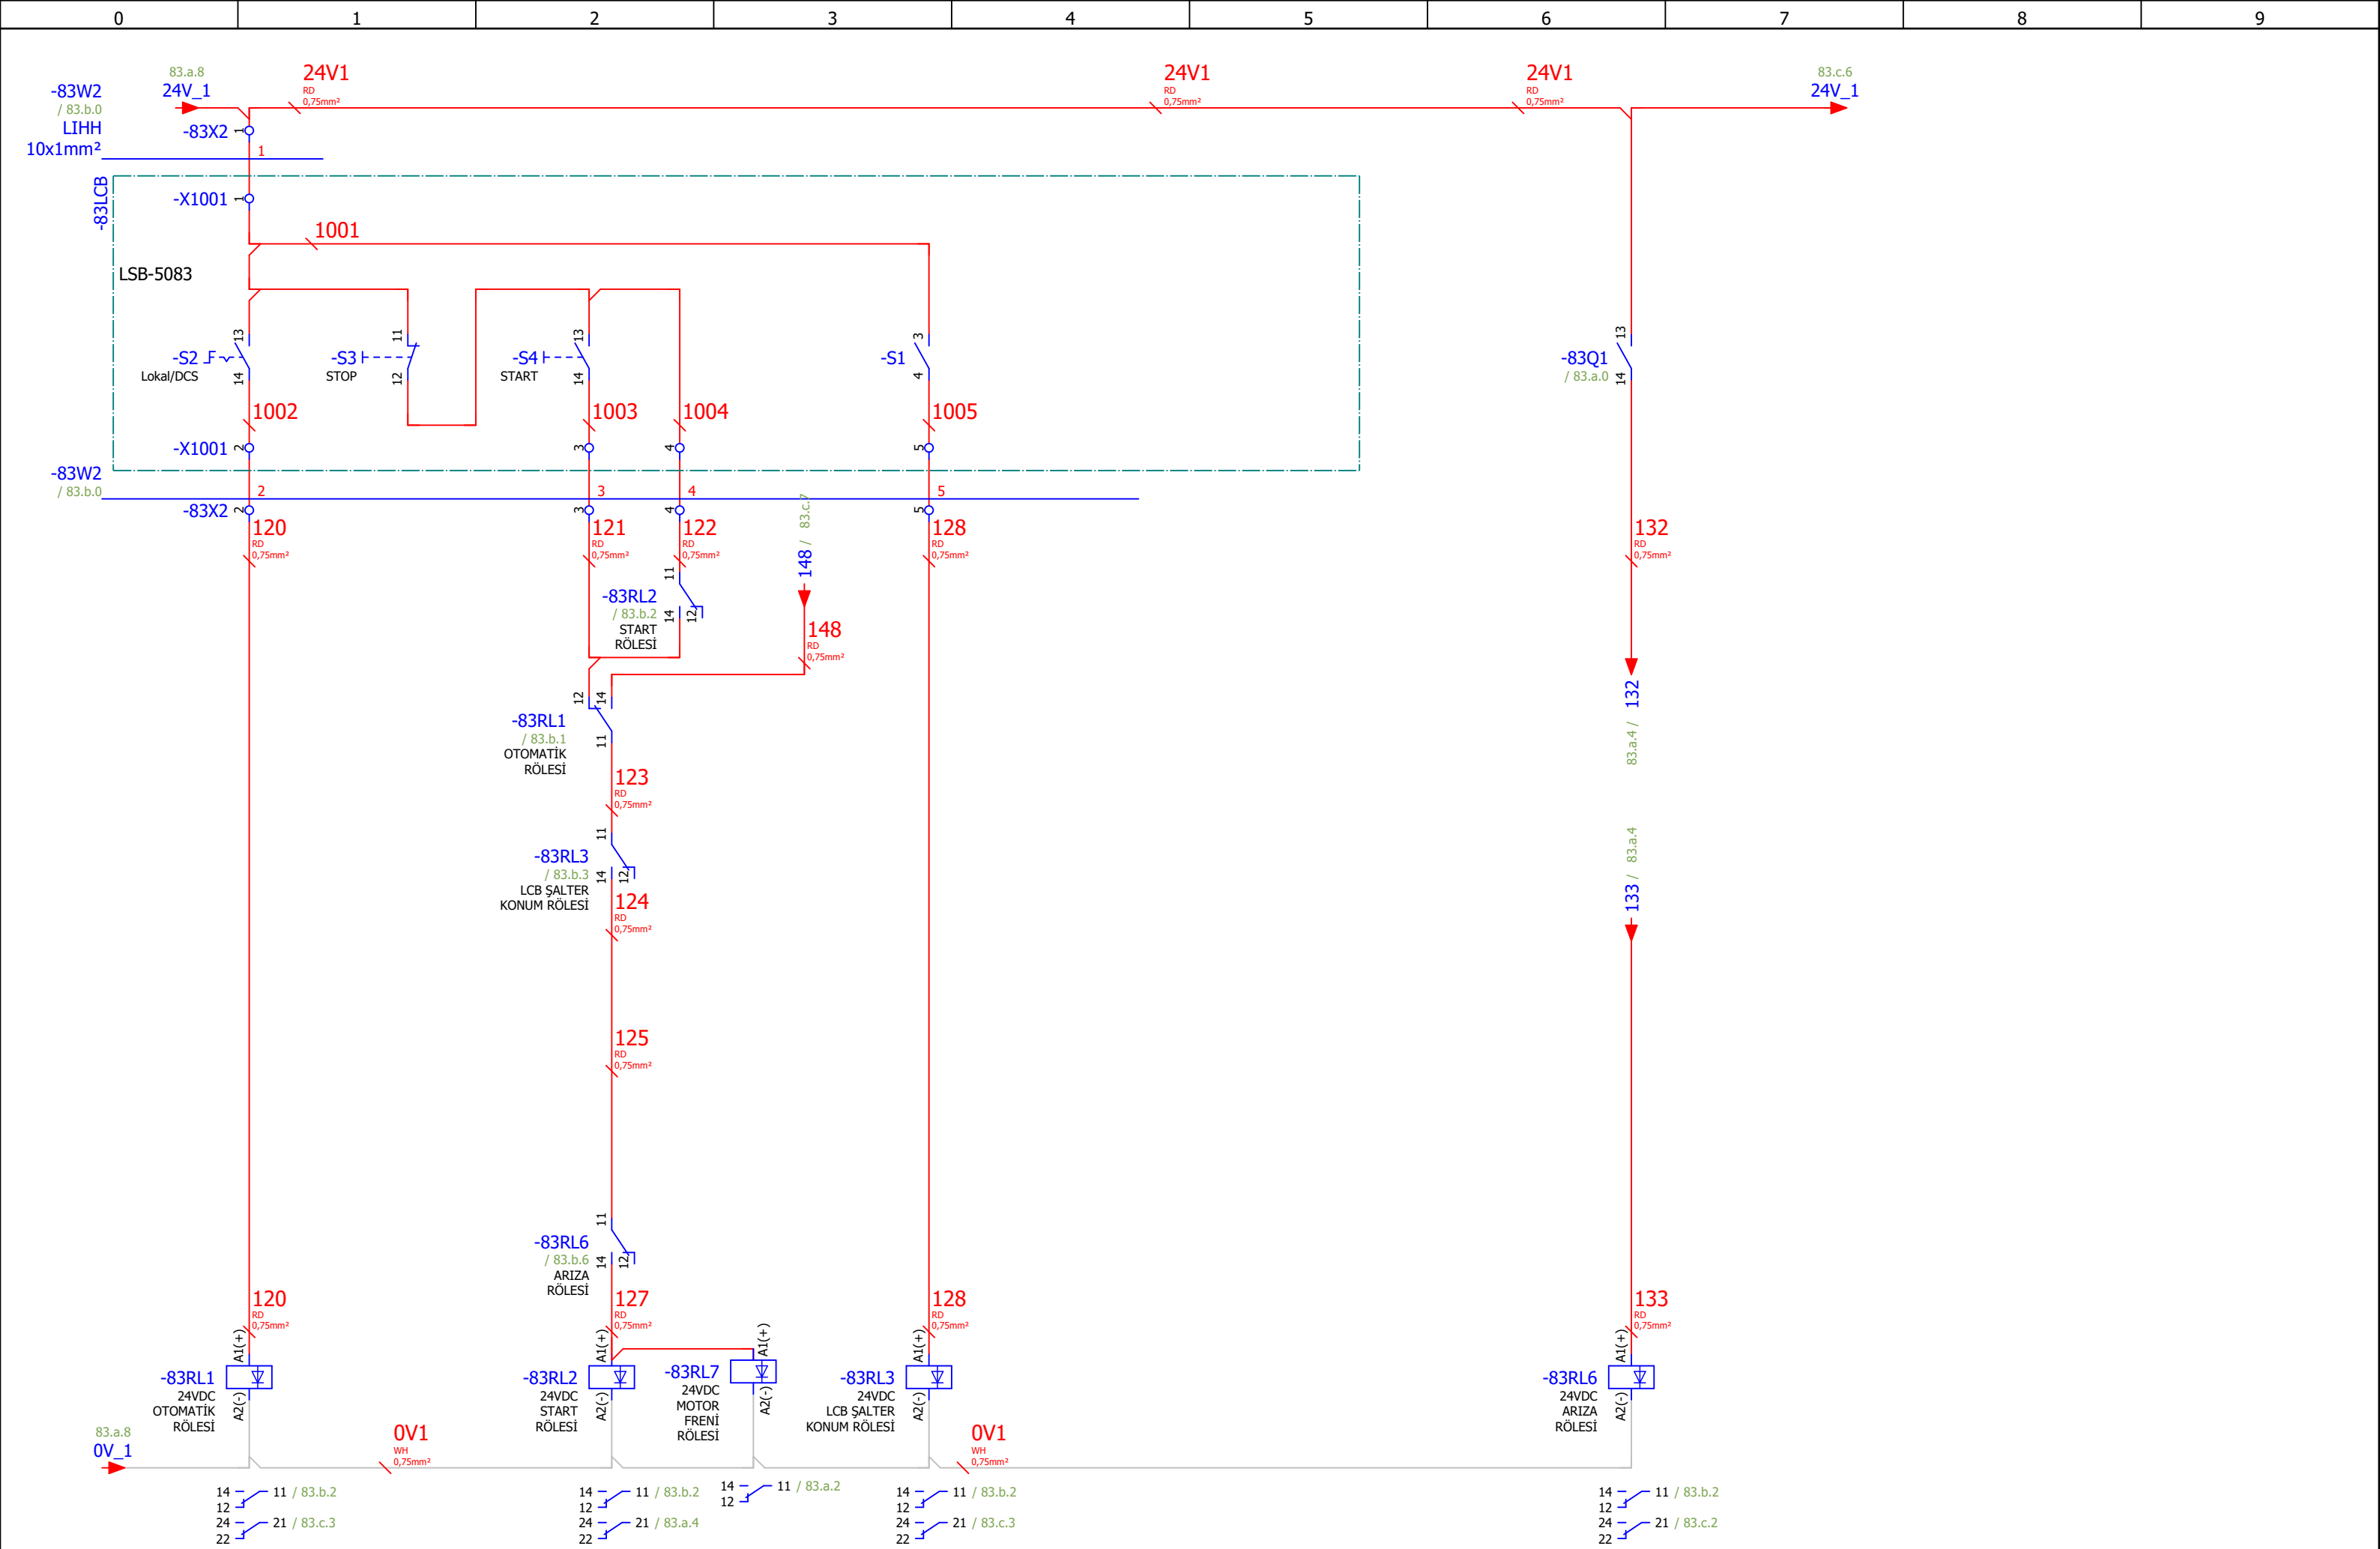 0 1 2 3 4 5 6 7 8 9
83.a.8
24V_1
24V1
RD
0,75mm²
24V1
RD
0,75mm²
24V1
RD
0,75mm²
83.c.6
24V_1
-83W2
/ 83.b.0
LIHH
10x1mm²
-83X2 1
1
-83LCB
-X1001 1
1001
LSB-5083
-S2
Lokal/DCS
13
14
-S3
STOP
11
12
-S4
START
13
14
-S1
3
4
-83Q1
/ 83.a.0
13
14
1002
1003
1004
1005
-X1001 2
3
4
5
-83W2
/ 83.b.0
2
3
4
5
-83X2 2
3
4
5
120
RD
0,75mm²
121
RD
0,75mm²
122
RD
0,75mm²
148 / 83.c.7
128
RD
0,75mm²
132
RD
0,75mm²
-83RL2
/ 83.b.2
START
RÖLESİ
11
14
12
148
RD
0,75mm²
132
83.a.4 /
-83RL1
/ 83.b.1
OTOMATİK
RÖLESİ
12
14
11
123
RD
0,75mm²
-83RL3
/ 83.b.3
LCB ŞALTER
KONUM RÖLESİ
11
14
12
133 / 83.a.4
124
RD
0,75mm²
125
RD
0,75mm²
-83RL6
/ 83.b.6
ARIZA
RÖLESİ
11
14
12
120
RD
0,75mm²
127
RD
0,75mm²
128
RD
0,75mm²
133
RD
0,75mm²
-83RL1
24VDC
OTOMATİK
RÖLESİ
A1(+)
A2(-)
-83RL2
24VDC
START
RÖLESİ
A1(+)
A2(-)
-83RL7
24VDC
MOTOR
FRENİ
RÖLESİ
A1(+)
A2(-)
-83RL3
24VDC
LCB ŞALTER
KONUM RÖLESİ
A1(+)
A2(-)
-83RL6
24VDC
ARIZA
RÖLESİ
A1(+)
A2(-)
83.a.8
0V_1
0V1
WH
0,75mm²
0V1
WH
0,75mm²
14 11 / 83.b.2
12
24 21 / 83.c.3
22
14 11 / 83.b.2
12
24 21 / 83.a.4
22
14 11 / 83.a.2
12
14 11 / 83.b.2
12
24 21 / 83.c.3
22
14 11 / 83.b.2
12
24 21 / 83.c.2
22